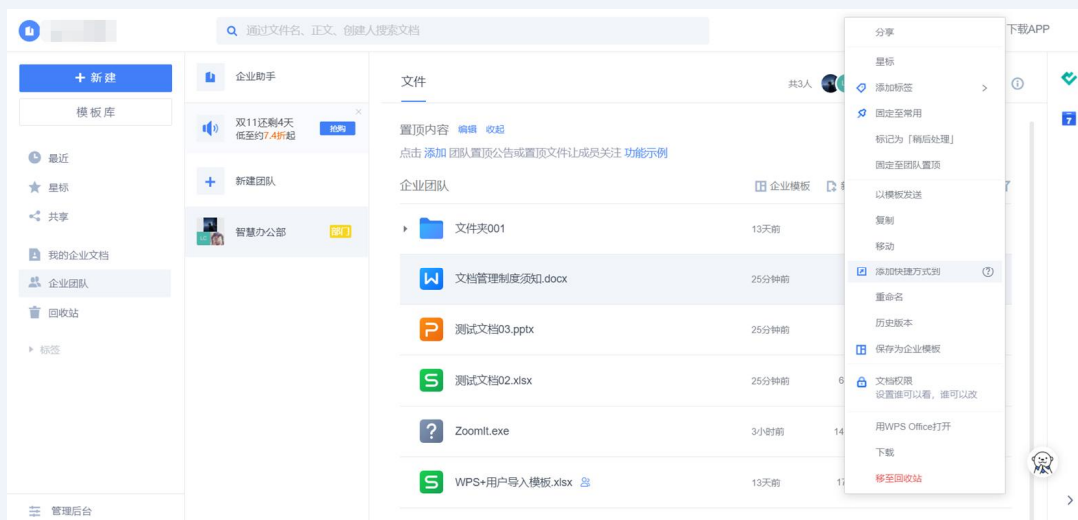 通过文件名、正文、创建人搜索文档
下载APP
+ 新建
模板库
最近
星标
共享
我的企业文档
企业团队
回收站
标签
管理后台
企业助手
双11还剩4天
低至约7.4折起
抢购
新建团队
智慧办公部
部门
文件
共3人
置顶内容 编辑 收起
点击 添加 团队置顶公告或置顶文件让成员关注 功能示例
企业团队
企业模板
文件夹001
13天前
文档管理制度须知.docx
25分钟前
测试文档03.pptx
25分钟前
测试文档02.xlsx
25分钟前
6
ZoomIt.exe
3小时前
14
WPS+用户导入模板.xlsx
13天前
分享
星标
添加标签
固定至常用
标记为「稍后处理」
固定至团队置顶
以模板发送
复制
移动
添加快捷方式到
重命名
历史版本
保存为企业模板
文档权限
设置谁可以看,谁可以改
用WPS Office打开
下载
移至回收站
7